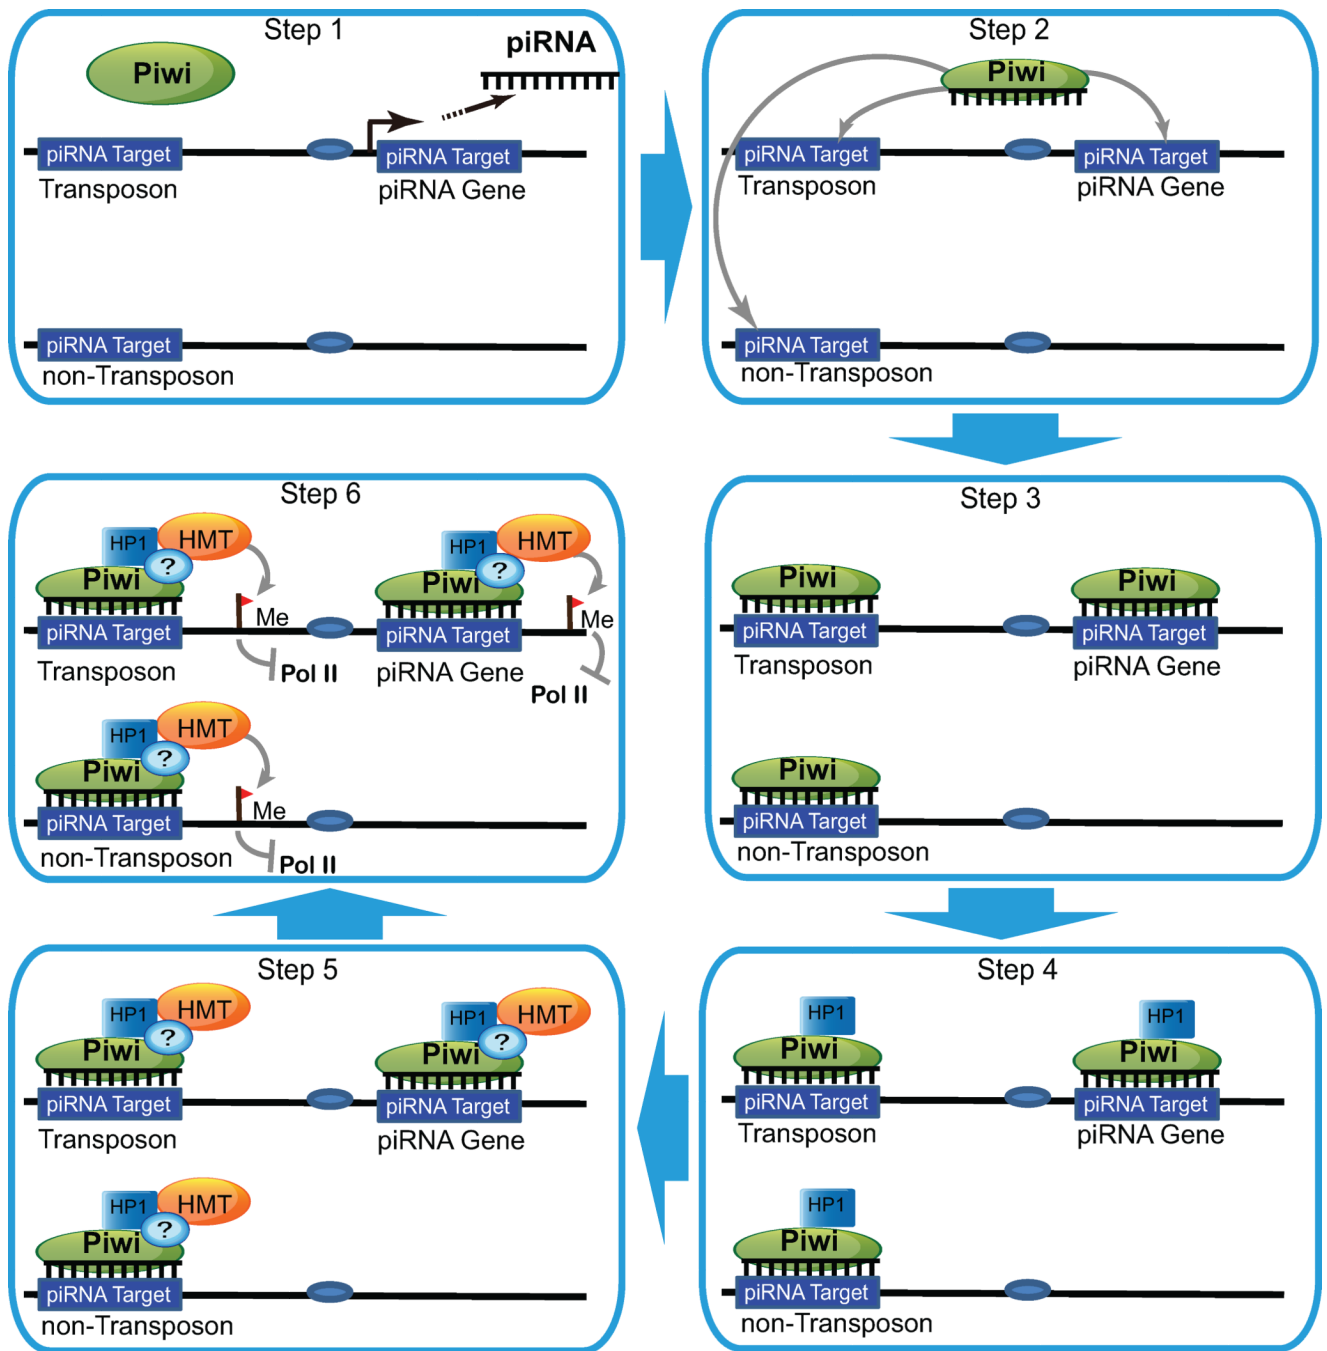 Step 1
piRNA
Piwi
piRNA Target
piRNA Target
Transposon
piRNA Gene
piRNA Target
non-Transposon
Step 2
Piwi
piRNA Target
piRNA Target
Transposon
piRNA Gene
piRNA Target
non-Transposon
Step 3
Piwi
Piwi
piRNA Target
piRNA Target
Transposon
piRNA Gene
Piwi
piRNA Target
non-Transposon
Step 4
HP1
HP1
Piwi
Piwi
piRNA Target
piRNA Target
Transposon
piRNA Gene
HP1
Piwi
piRNA Target
non-Transposon
Step 5
HP1 HMT
HP1 HMT
?
?
Piwi
Piwi
piRNA Target
piRNA Target
Transposon
piRNA Gene
HP1 HMT
?
Piwi
piRNA Target
non-Transposon
Step 6
HP1 HMT
HP1 HMT
?
?
Piwi
Piwi
Me
Me
piRNA Target
piRNA Target
Transposon
Pol II
piRNA Gene
Pol II
HP1 HMT
?
Piwi
Me
piRNA Target
non-Transposon
Pol II